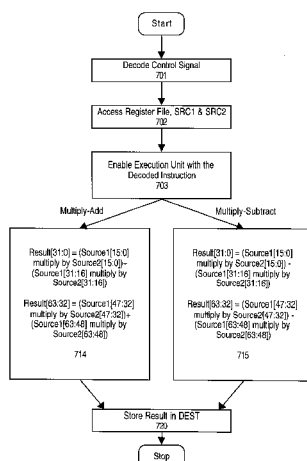 Start
Decode Control Signal
701
Access Register File, SRC1 & SRC2
702
Enable Execution Unit with the
Decoded Instruction
703
Multiply-Add
Multiply-Subtract
Result[31:0] = (Source1[15:0]
multiply by Source2[15:0])+
(Source1[31:16] multiply by
Source2[31:16])
Result[63:32] = (Source1[47:32]
multiply by Source2[47:32])+
(Source1[63:48] multiply by
Source2[63:48])
714
Result[31:0] = (Source1[15:0]
multiply by Source2[15:0]) -
(Source1[31:16] multiply by
Source2[31:16])
Result[63:32] = (Source1[47:32]
multiply by Source2[47:32]) -
(Source1[63:48] multiply by
Source2[63:48])
715
Store Result in DEST
720
Stop